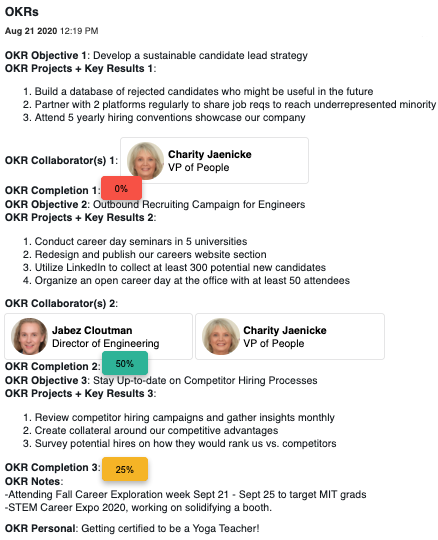 OKRs
Aug 21 2020 12:19 PM
OKR Objective 1: Develop a sustainable candidate lead strategy
OKR Projects + Key Results 1:
1. Build a database of rejected candidates who might be useful in the future
2. Partner with 2 platforms regularly to share job reqs to reach underrepresented minority
3. Attend 5 yearly hiring conventions showcase our company
OKR Collaborator(s) 1:
Charity Jaenicke
VP of People
OKR Completion 1: 0%
OKR Objective 2: Outbound Recruiting Campaign for Engineers
OKR Projects + Key Results 2:
1. Conduct career day seminars in 5 universities
2. Redesign and publish our careers website section
3. Utilize LinkedIn to collect at least 300 potential new candidates
4. Organize an open career day at the office with at least 50 attendees
OKR Collaborator(s) 2:
Jabez Cloutman
Director of Engineering
Charity Jaenicke
VP of People
OKR Completion 2: 50%
OKR Objective 3: Stay Up-to-date on Competitor Hiring Processes
OKR Projects + Key Results 3:
1. Review competitor hiring campaigns and gather insights monthly
2. Create collateral around our competitive advantages
3. Survey potential hires on how they would rank us vs. competitors
OKR Completion 3: 25%
OKR Notes:
-Attending Fall Career Exploration week Sept 21 - Sept 25 to target MIT grads
-STEM Career Expo 2020, working on solidifying a booth.
OKR Personal: Getting certified to be a Yoga Teacher!